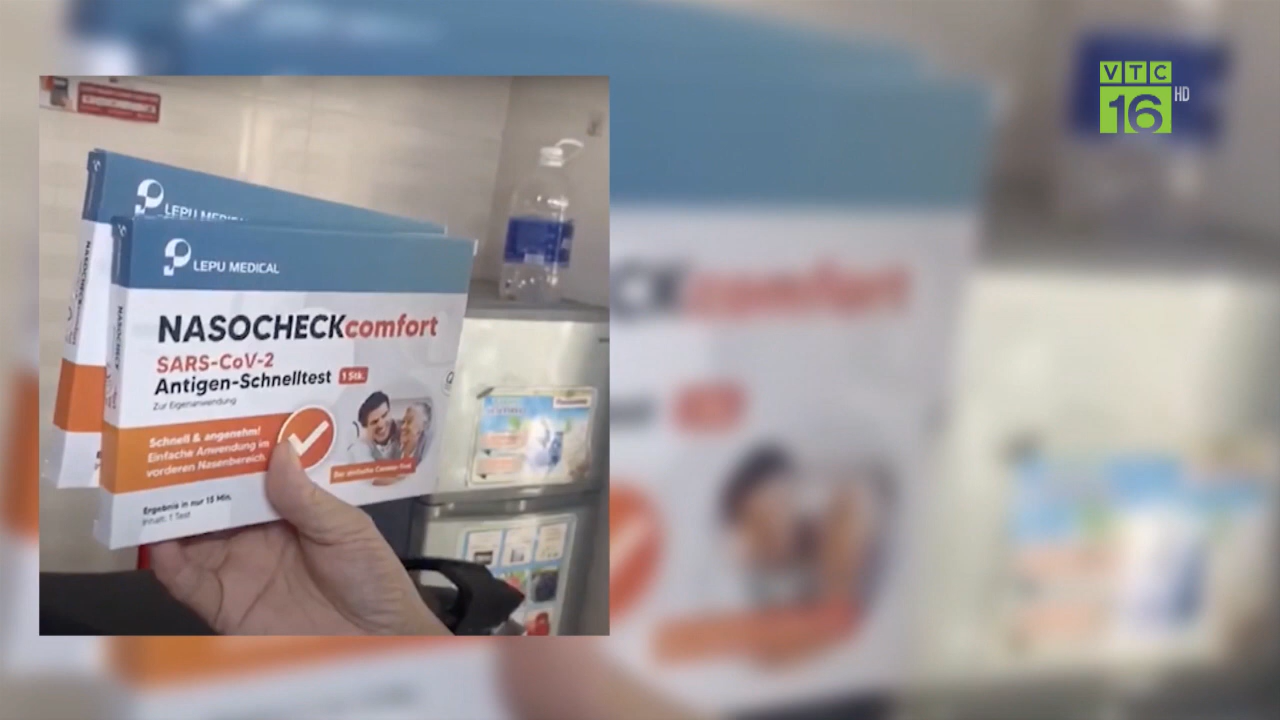 VTC
16 HD
LEPU MEDICAL
LEPU MEDICAL
NASOCHECKcomfort
SARS-CoV-2
Antigen-Schnelltest 1 Stk.
Zur Eigenanwendung
Schnell & angenehm!
Einfache Anwendung im
vorderen Nasenbereich.
Ergebnis in nur 15 Min.
Inhalt: 1 Test
NASOCHECK